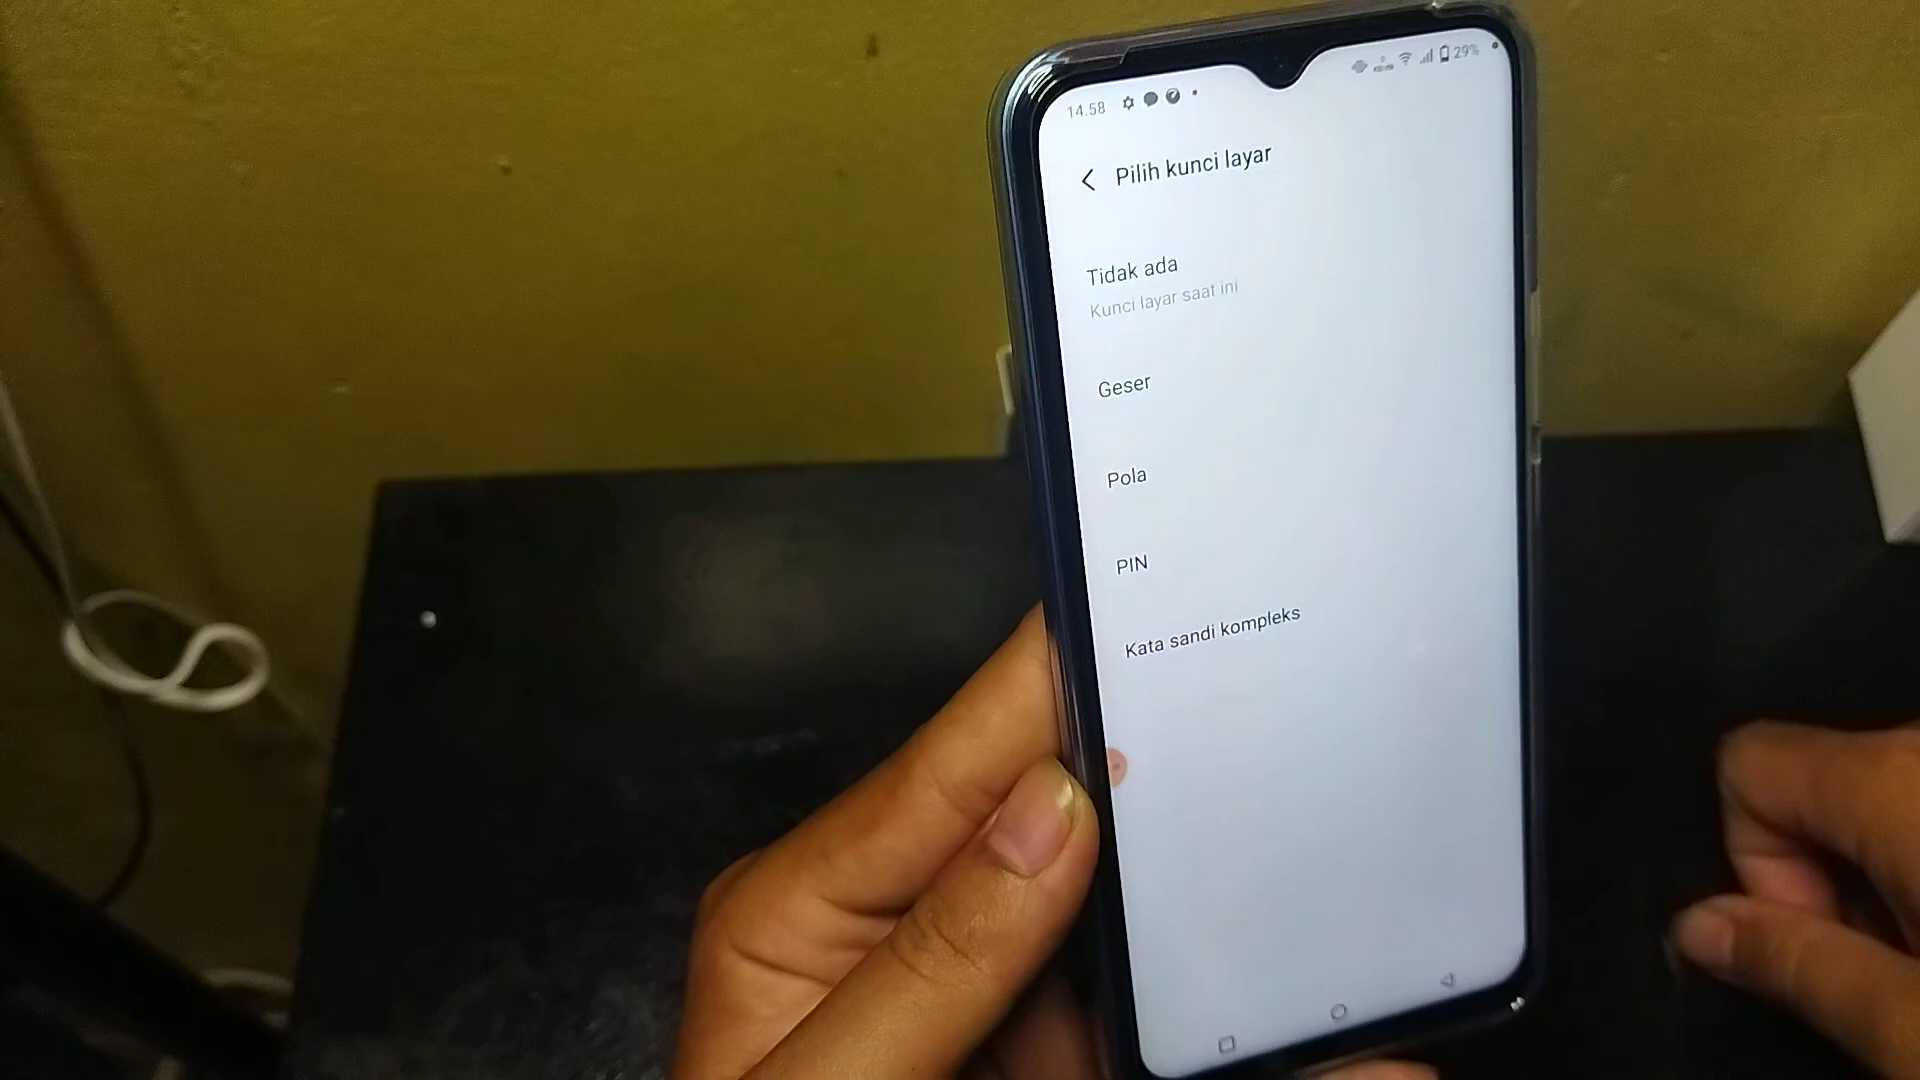 14.58 29%
Pilih kunci layar
Tidak ada
Kunci layar saat ini
Geser
Pola
PIN
Kata sandi kompleks